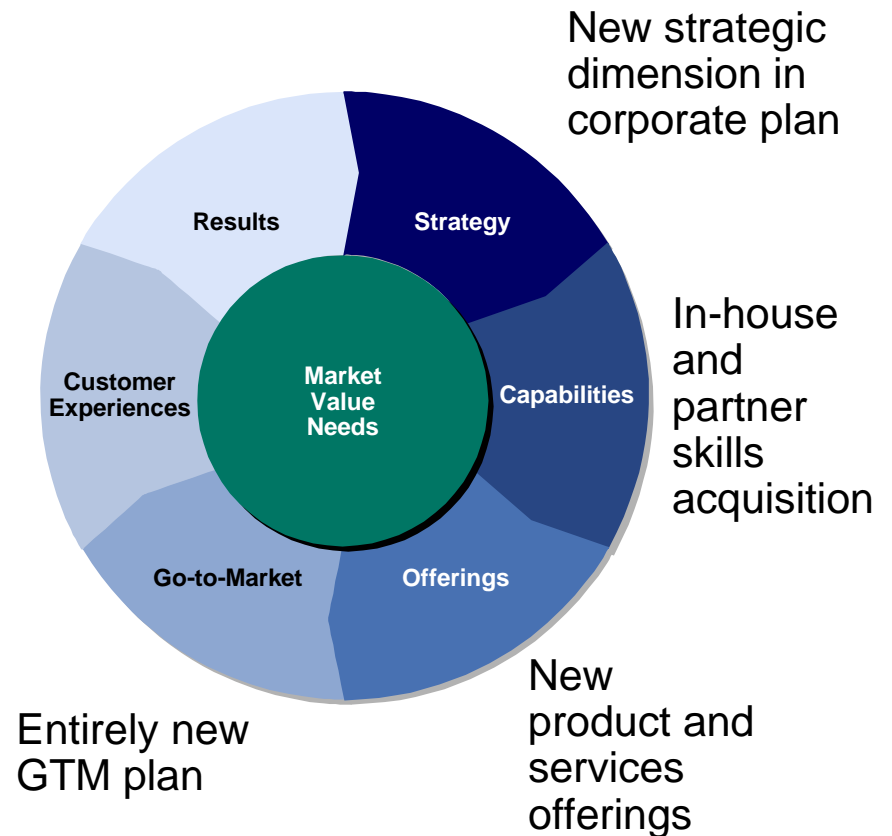 New strategic
dimension in
corporate plan
Results
Strategy
In-house
and
partner
skills
acquisition
Customer
Experiences
Market
Value
Needs
Capabilities
Go-to-Market
Offerings
New
product and
services
offerings
Entirely new
GTM plan